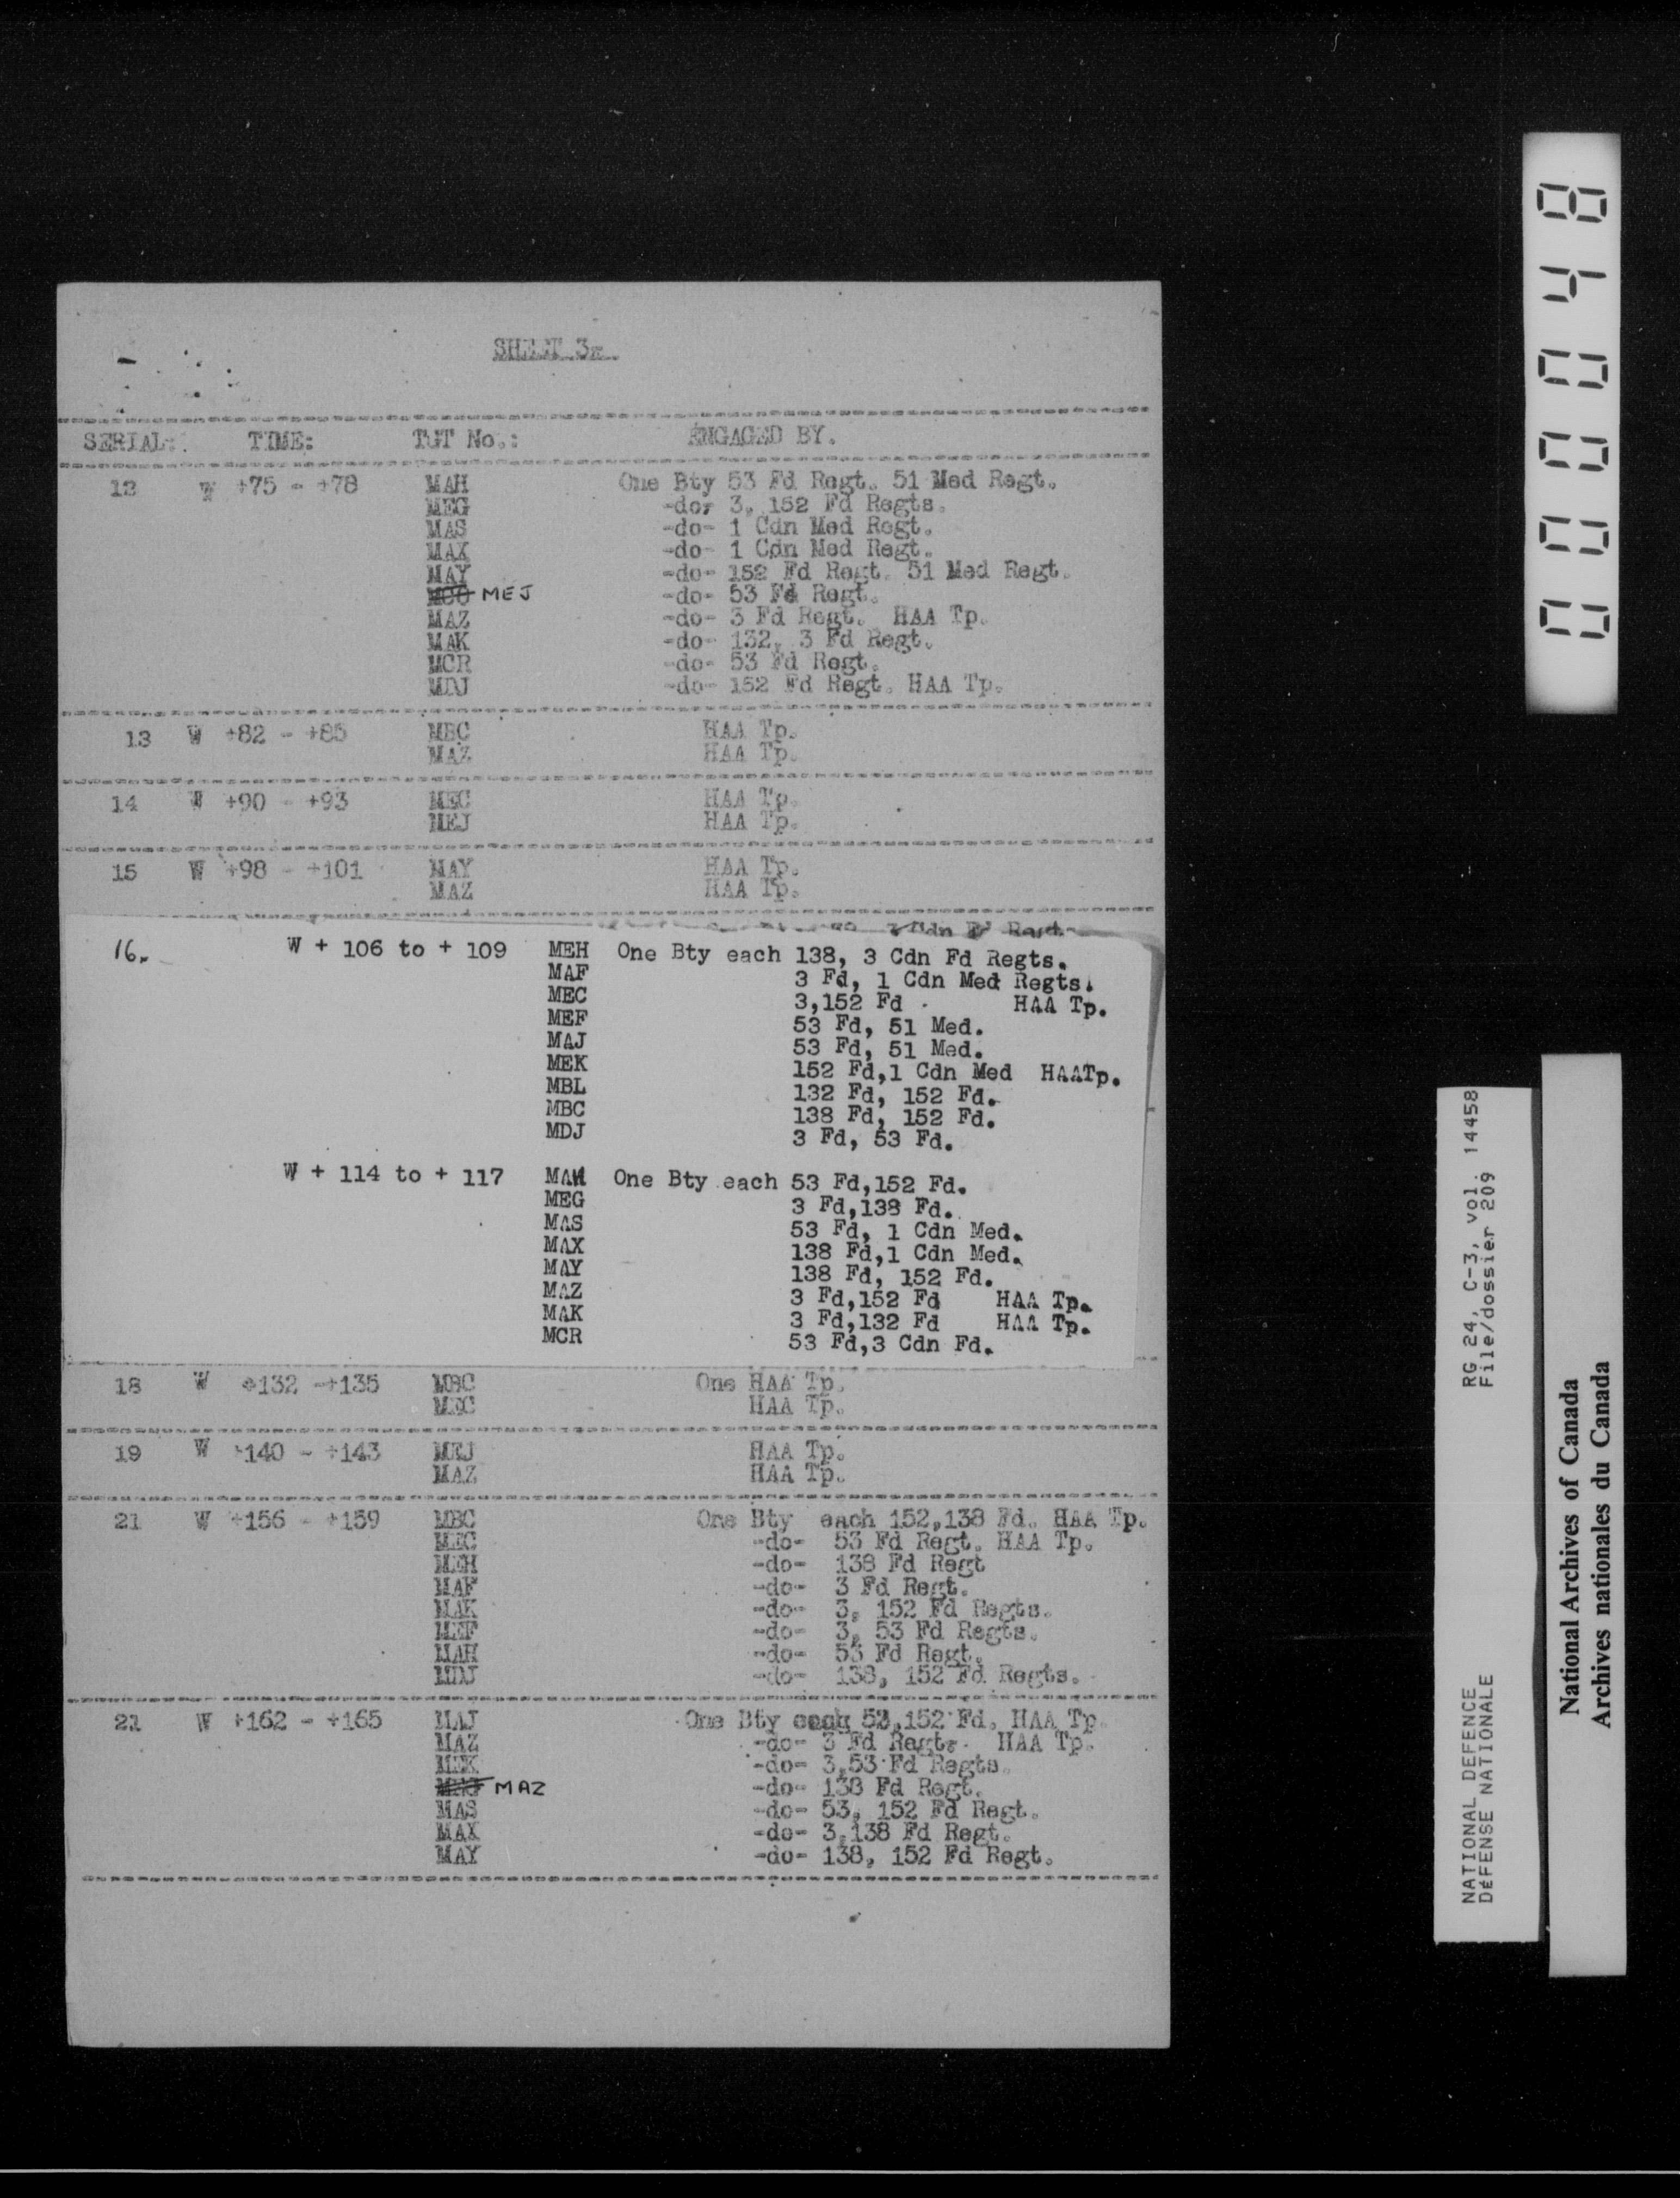 SHEET 3.
SERIAL: TIME: TGT No.: ENGAGED BY.
12 W +75 - +78 MAH One Bty 53 Fd Regt. 51 Med Regt.
MEG -do- 3, 152 Fd Regts.
MAS -do- 1 Cdn Med Regt.
MAX -do- 1 Cdn Med Regt.
MAY -do- 152 Fd Regt. 51 Med Regt.
MEJ -do- 53 Fd Regt.
MAZ -do- 3 Fd Regt. HAA Tp.
MAK -do- 132, 3 Fd Regt.
MCR -do- 53 Fd Regt.
MDJ -do- 152 Fd Regt. HAA Tp.
13 W +82 - +85 MBC HAA Tp.
MAZ HAA Tp.
14 W +90 - +93 MEC HAA Tp.
MEJ HAA Tp.
15 W +98 - +101 MAY HAA Tp.
MAZ HAA Tp.
3 Cdn Fd Regt.
16. W + 106 to + 109 MEH One Bty each 138, 3 Cdn Fd Regts.
MAF 3 Fd, 1 Cdn Med Regts.
MEC 3,152 Fd HAA Tp.
MEF 53 Fd, 51 Med.
MAJ 53 Fd, 51 Med.
MEK 152 Fd,1 Cdn Med HAATp.
MBL 132 Fd, 152 Fd.
MBC 138 Fd, 152 Fd.
MDJ 3 Fd, 53 Fd.
W + 114 to + 117 MAH One Bty each 53 Fd,152 Fd.
MEG 3 Fd,138 Fd.
MAS 53 Fd, 1 Cdn Med.
MAX 138 Fd,1 Cdn Med.
MAY 138 Fd, 152 Fd.
MAZ 3 Fd,152 Fd HAA Tp.
MAK 3 Fd,132 Fd HAA Tp.
MCR 53 Fd,3 Cdn Fd.
18 W +132 -+135 MBC One HAA Tp.
MEC HAA Tp.
19 W +140 - +143 MEJ HAA Tp.
MAZ HAA Tp.
21 W +156 - +159 MBC One Bty each 152,138 Fd. HAA Tp.
MEC -do- 53 Fd Regt. HAA Tp.
MEH -do- 138 Fd Regt
MAF -do- 3 Fd Regt.
MAK -do- 3, 152 Fd Regts.
MEF -do- 3, 53 Fd Regts.
MAH -do- 53 Fd Regt.
MDJ -do- 138, 152 Fd Regts.
21 W +162 - +165 MAJ One Bty each 53,152 Fd. HAA Tp.
MAZ -do- 3 Fd Regt. HAA Tp.
MEK -do- 3,53 Fd Regts.
MAZ -do- 138 Fd Regt.
MAS -do- 53, 152 Fd Regt.
MAX -do- 3,138 Fd Regt.
MAY -do- 138, 152 Fd Regt.
000048
NATIONAL DEFENCE RG 24, C-3, vol. 14458
DÉFENSE NATIONALE File/dossier 209
National Archives of Canada
Archives nationales du Canada